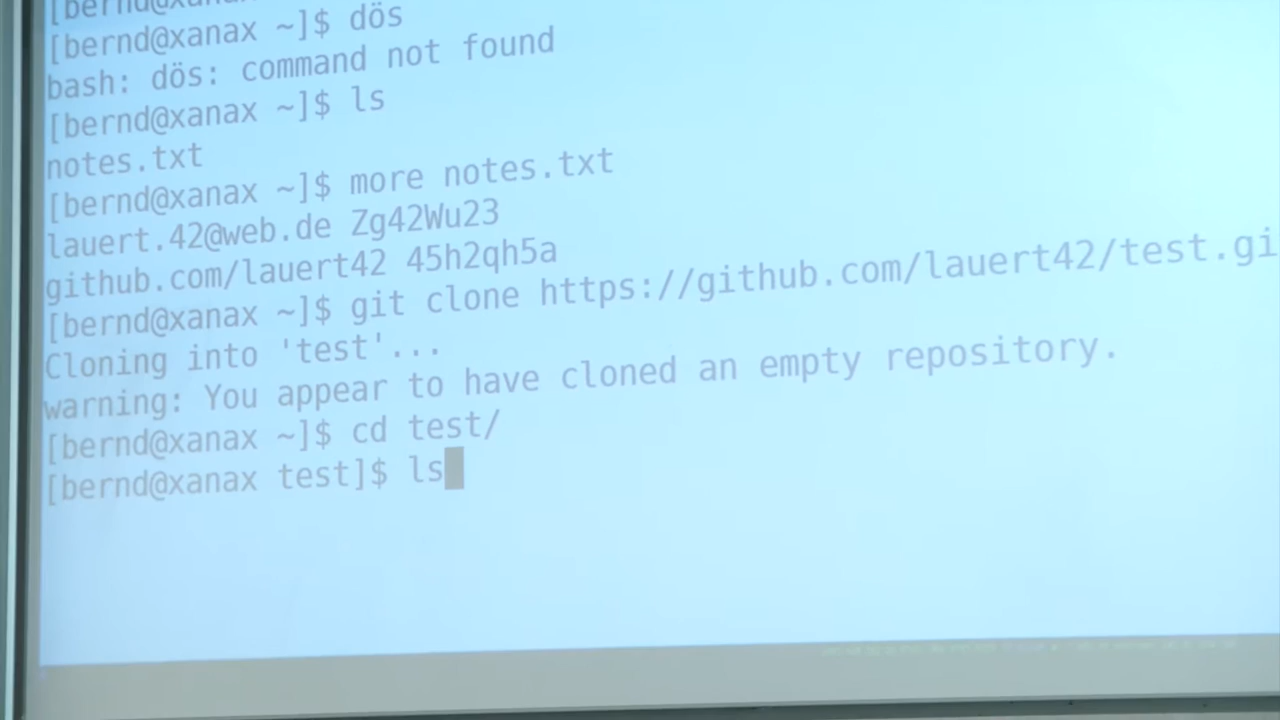 [bernd@xanax
[bernd@xanax ~]$ dös
bash: dös: command not found
[bernd@xanax ~]$ ls
notes.txt
[bernd@xanax ~]$ more notes.txt
lauert.42@web.de Zg42Wu23
github.com/lauert42 45h2qh5a
[bernd@xanax ~]$ git clone https://github.com/lauert42/test.gi
Cloning into 'test'...
warning: You appear to have cloned an empty repository.
[bernd@xanax ~]$ cd test/
[bernd@xanax test]$ ls